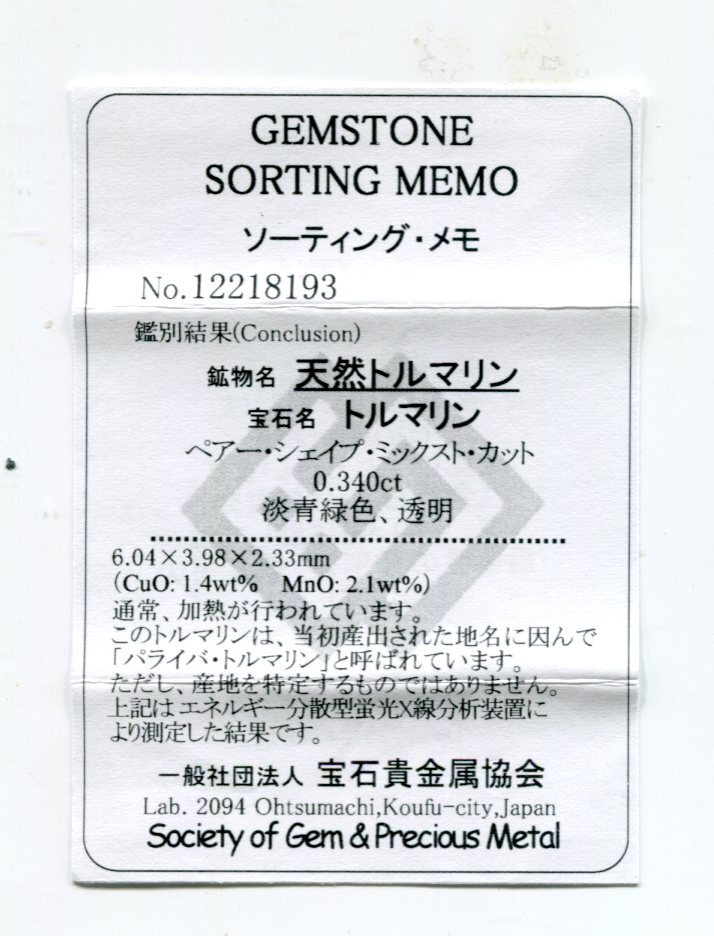 GEMSTONE
SORTING MEMO
ソーティング・メモ
No.12218193
鑑別結果(Conclusion)
鉱物名 天然トルマリン
宝石名 トルマリン
ペアー・シェイプ・ミックスト・カット
0.340ct
淡青緑色、透明
6.04×3.98×2.33mm
(CuO: 1.4wt% MnO: 2.1wt%)
通常、加熱が行われています。
このトルマリンは、当初産出された地名に因んで
「パライバ・トルマリン」と呼ばれています。
ただし、産地を特定するものではありません。
上記は エネルギー分散型蛍光X線分析装置に
より測定した結果です。
一般社団法人 宝石貴金属協会
Lab. 2094 Ohtsumachi,Koufu-city,Japan
Society of Gem & Precious Metal